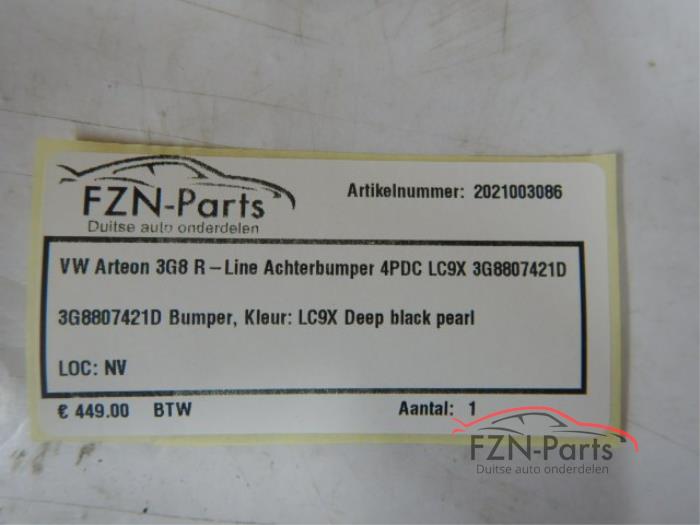 FZN-Parts
Duitse auto onderdelen
Artikelnummer: 2021003086
VW Arteon 3G8 R-Line Achterbumper 4PDC LC9X 3G8807421D
3G8807421D Bumper, Kleur: LC9X Deep black pearl
LOC: NV
€ 449.00 BTW Aantal: 1
FZN-Parts
Duitse auto onderdelen